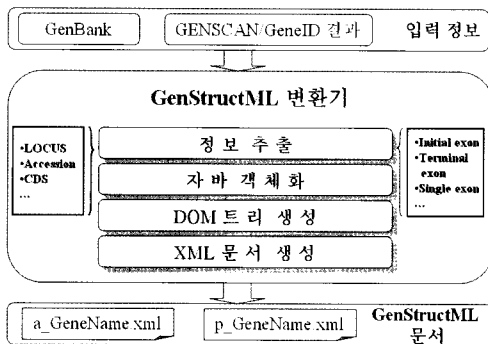 GenBank
GENSCAN/GeneID 결과
입력 정보
GenStructML 변환기
•LOCUS
•Accession
•CDS
...
정보 추출
자바 객체화
DOM 트리 생성
XML 문서 생성
•Initial exon
•Terminal
exon
•Single exon
...
a_GeneName.xml
p_GeneName.xml
GenStructML
문서